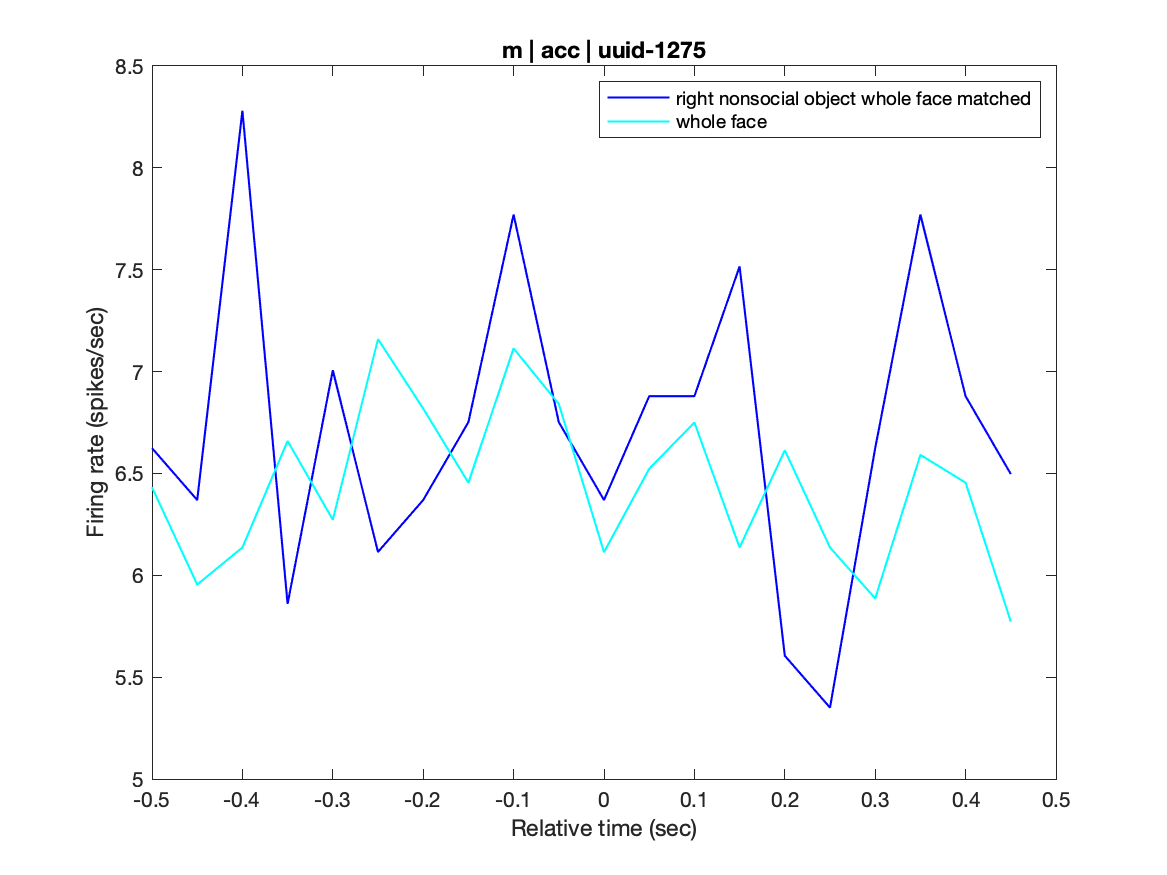 m | acc | uuid-1275
right nonsocial object whole face matched
whole face
Firing rate (spikes/sec)
8.5
8
7.5
7
6.5
6
5.5
5
-0.5 -0.4 -0.3 -0.2 -0.1 0 0.1 0.2 0.3 0.4 0.5
Relative time (sec)